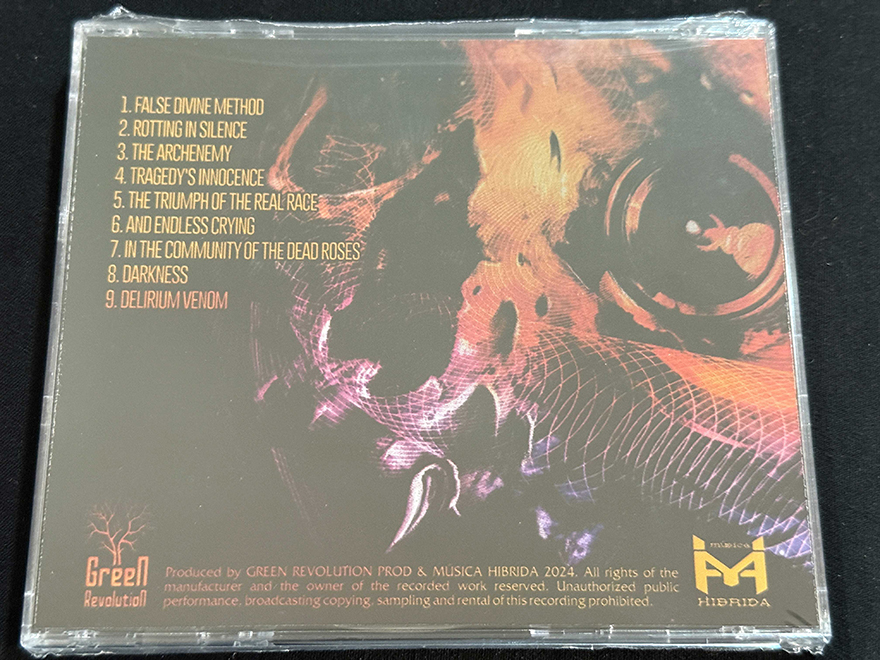 1. FALSE DIVINE METHOD
2. ROTTING IN SILENCE
3. THE ARCHENEMY
4. TRAGEDY'S INNOCENCE
5. THE TRIUMPH OF THE REAL RACE
6. AND ENDLESS CRYING
7. IN THE COMMUNITY OF THE DEAD ROSES
8. DARKNESS
9. DELIRIUM VENOM
Green
Revolution
Produced by GREEN REVOLUTION PROD & MÚSICA HIBRIDA 2024. All rights of the
manufacturer and the owner of the recorded work reserved. Unauthorized public
performance, broadcasting copying, sampling and rental of this recording prohibited.
música
HIBRIDA